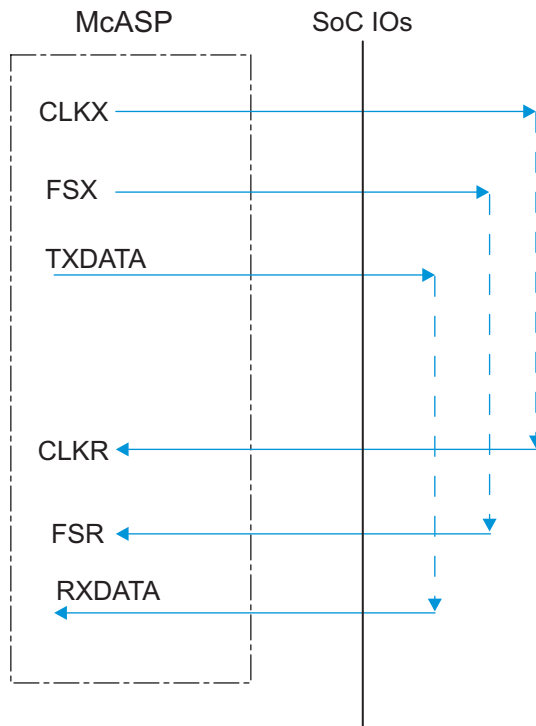 McASP
SoC IOs
CLKX
FSX
TXDATA
CLKR
FSR
RXDATA